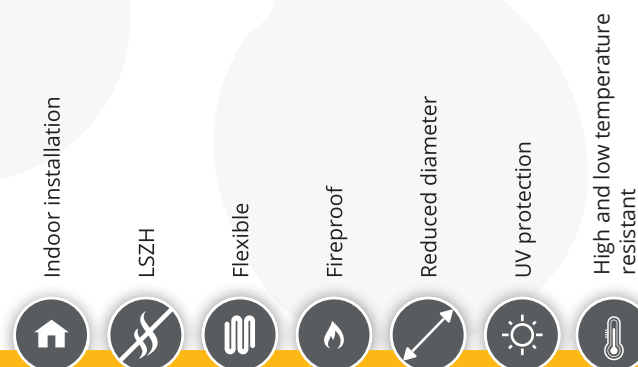 Indoor installation
LSZH
Flexible
Fireproof
Reduced diameter
UV protection
High and low temperature
resistant